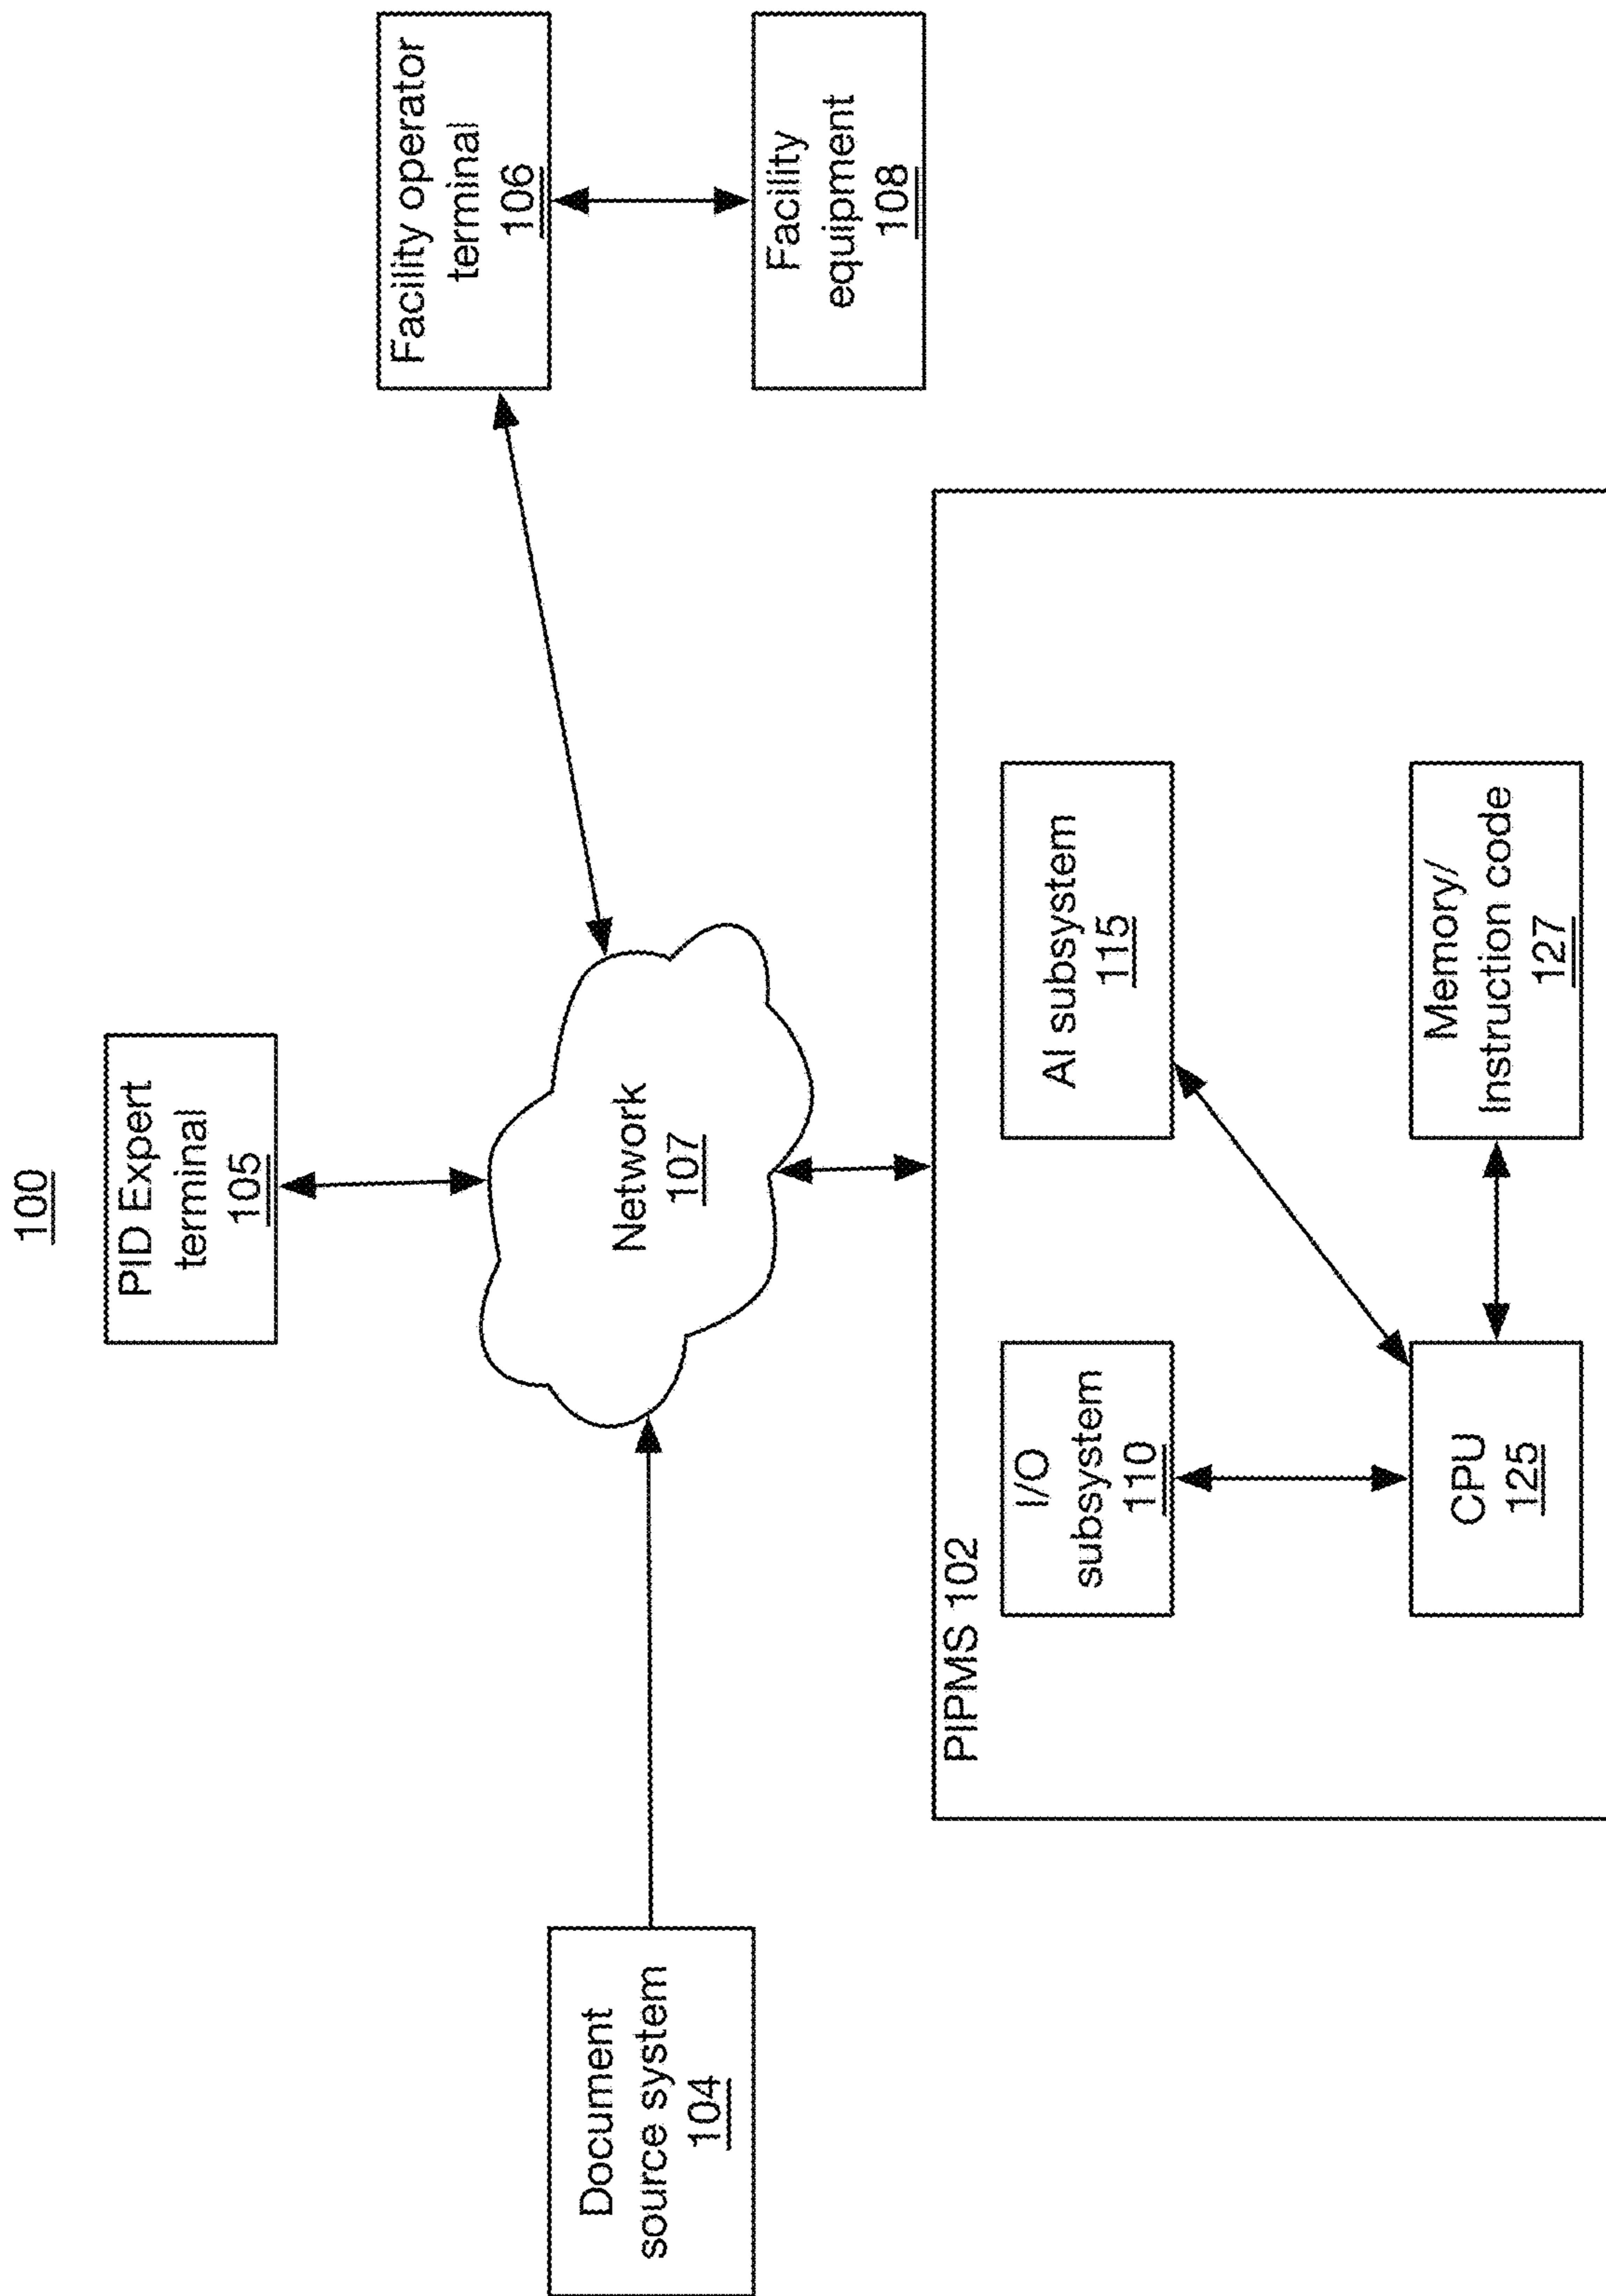 100
PID Expert
terminal
105
Facility operator
terminal
106
Document
source system
104
Network
107
Facility
equipment
108
PIPMS 102
I/O
subsystem
110
AI subsystem
115
CPU
125
Memory/
Instruction code
127